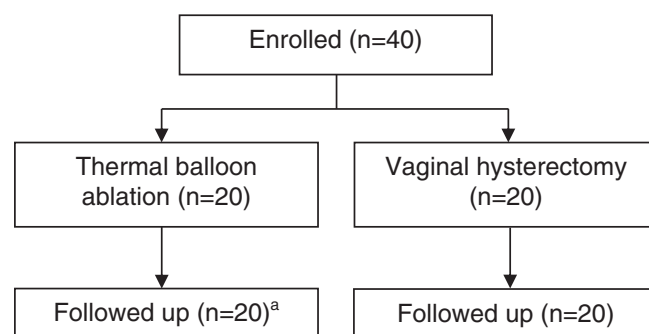 Enrolled (n=40)
Thermal balloon
ablation (n=20)
Vaginal hysterectomy
(n=20)
Followed up (n=20)ᵃ
Followed up (n=20)